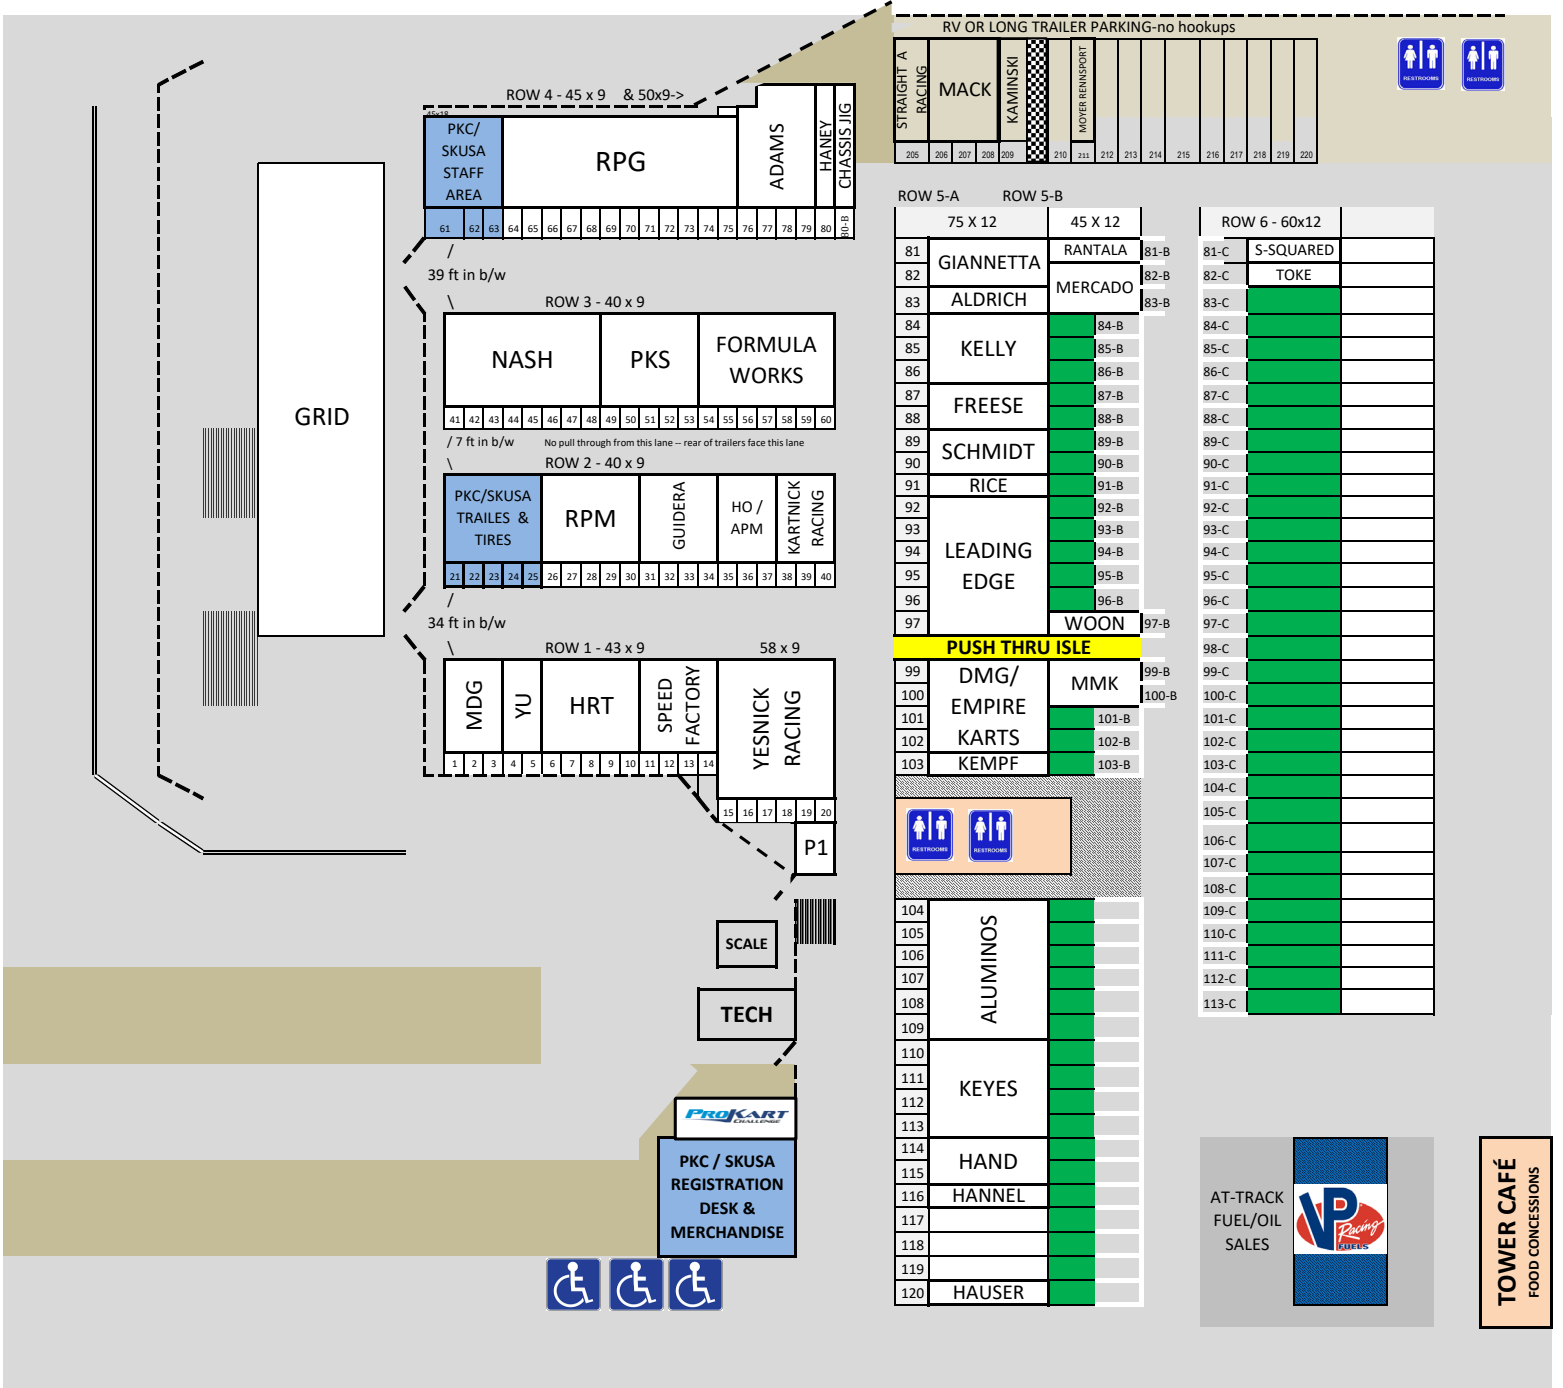 RV OR LONG TRAILER PARKING-no hookups
STRAIGHT A
RACING
MACK
KAMINSKI
MOYER RENNSPORT
RESTROOMS
RESTROOMS
205 206 207 208 209 210 211 212 213 214 215 216 217 218 219 220
ROW 4 - 45 x 9 & 50x9->
45x18
PKC/
SKUSA
STAFF
AREA
RPG
ADAMS
HANEY
CHASSIS JIG
61 62 63 64 65 66 67 68 69 70 71 72 73 74 75 76 77 78 79 80 80-B
/
39 ft in b/w
\
ROW 3 - 40 x 9
NASH
PKS
FORMULA
WORKS
41 42 43 44 45 46 47 48 49 50 51 52 53 54 55 56 57 58 59 60
/ 7 ft in b/w
No pull through from this lane -- rear of trailers face this lane
\
ROW 2 - 40 x 9
PKC/SKUSA
TRAILES &
TIRES
RPM
GUIDERA
HO /
APM
KARTNICK
RACING
21 22 23 24 25 26 27 28 29 30 31 32 33 34 35 36 37 38 39 40
/
34 ft in b/w
\
ROW 1 - 43 x 9
58 x 9
MDG
YU
HRT
SPEED
FACTORY
YESNICK
RACING
1 2 3 4 5 6 7 8 9 10 11 12 13 14
15 16 17 18 19 20
P1
GRID
SCALE
TECH
PROKART
CHALLENGE
PKC / SKUSA
REGISTRATION
DESK &
MERCHANDISE
ROW 5-A ROW 5-B
75 X 12 45 X 12
81 GIANNETTA RANTALA 81-B
82 MERCADO 82-B
83 ALDRICH 83-B
84 84-B
85 KELLY 85-B
86 86-B
87 FREESE 87-B
88 88-B
89 SCHMIDT 89-B
90 90-B
91 RICE 91-B
92 92-B
93 93-B
94 LEADING 94-B
95 EDGE 95-B
96 96-B
97 WOON 97-B
PUSH THRU ISLE
99 DMG/ MMK 99-B
100 EMPIRE 100-B
101 KARTS 101-B
102 102-B
103 KEMPF 103-B
RESTROOMS
RESTROOMS
104
105
106 ALUMINOS
107
108
109
110
111 KEYES
112
113
114 HAND
115
116 HANNEL
117
118
119
120 HAUSER
ROW 6 - 60x12
81-C S-SQUARED
82-C TOKE
83-C
84-C
85-C
86-C
87-C
88-C
89-C
90-C
91-C
92-C
93-C
94-C
95-C
96-C
97-C
98-C
99-C
100-C
101-C
102-C
103-C
104-C
105-C
106-C
107-C
108-C
109-C
110-C
111-C
112-C
113-C
AT-TRACK
FUEL/OIL
SALES
VP
Racing
FUELS
TOWER CAFÉ
FOOD CONCESSIONS